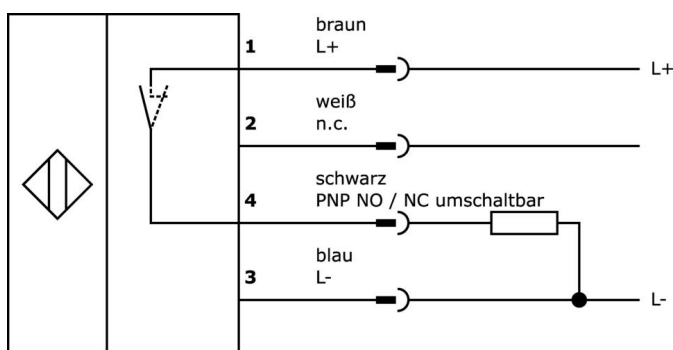 braun
1 L+ L+
weiß
2 n.c.
schwarz
4 PNP NO / NC umschaltbar
blau
3 L- L-